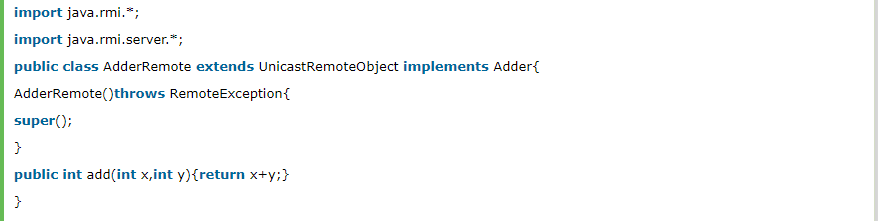 import java.rmi.*;
import java.rmi.server.*;
public class AdderRemote extends UnicastRemoteObject implements Adder{
AdderRemote()throws RemoteException{
super();
}
public int add(int x,int y){return x+y;}
}